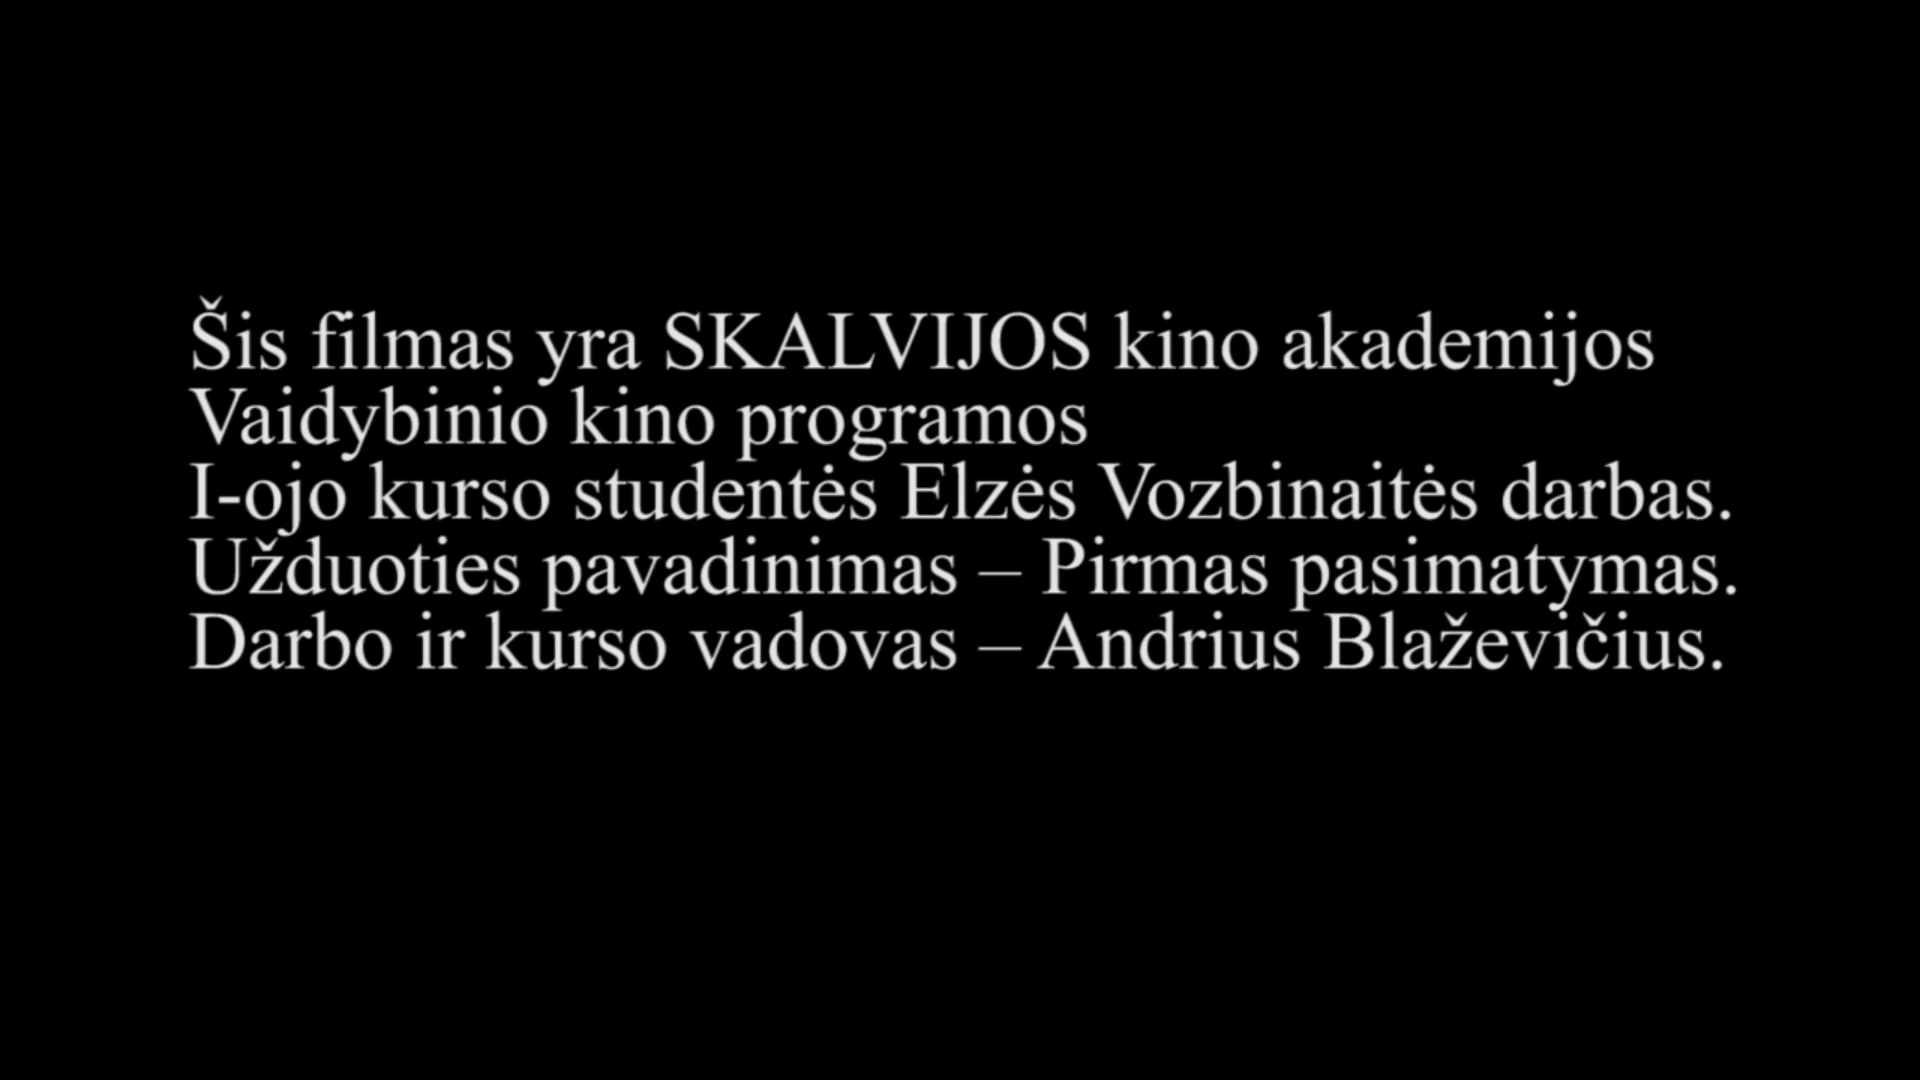 Šis filmas yra SKALVIJOS kino akademijos
Vaidybinio kino programos
I-ojo kurso studentės Elzės Vozbinaitės darbas.
Užduoties pavadinimas – Pirmas pasimatymas.
Darbo ir kurso vadovas – Andrius Blaževičius.